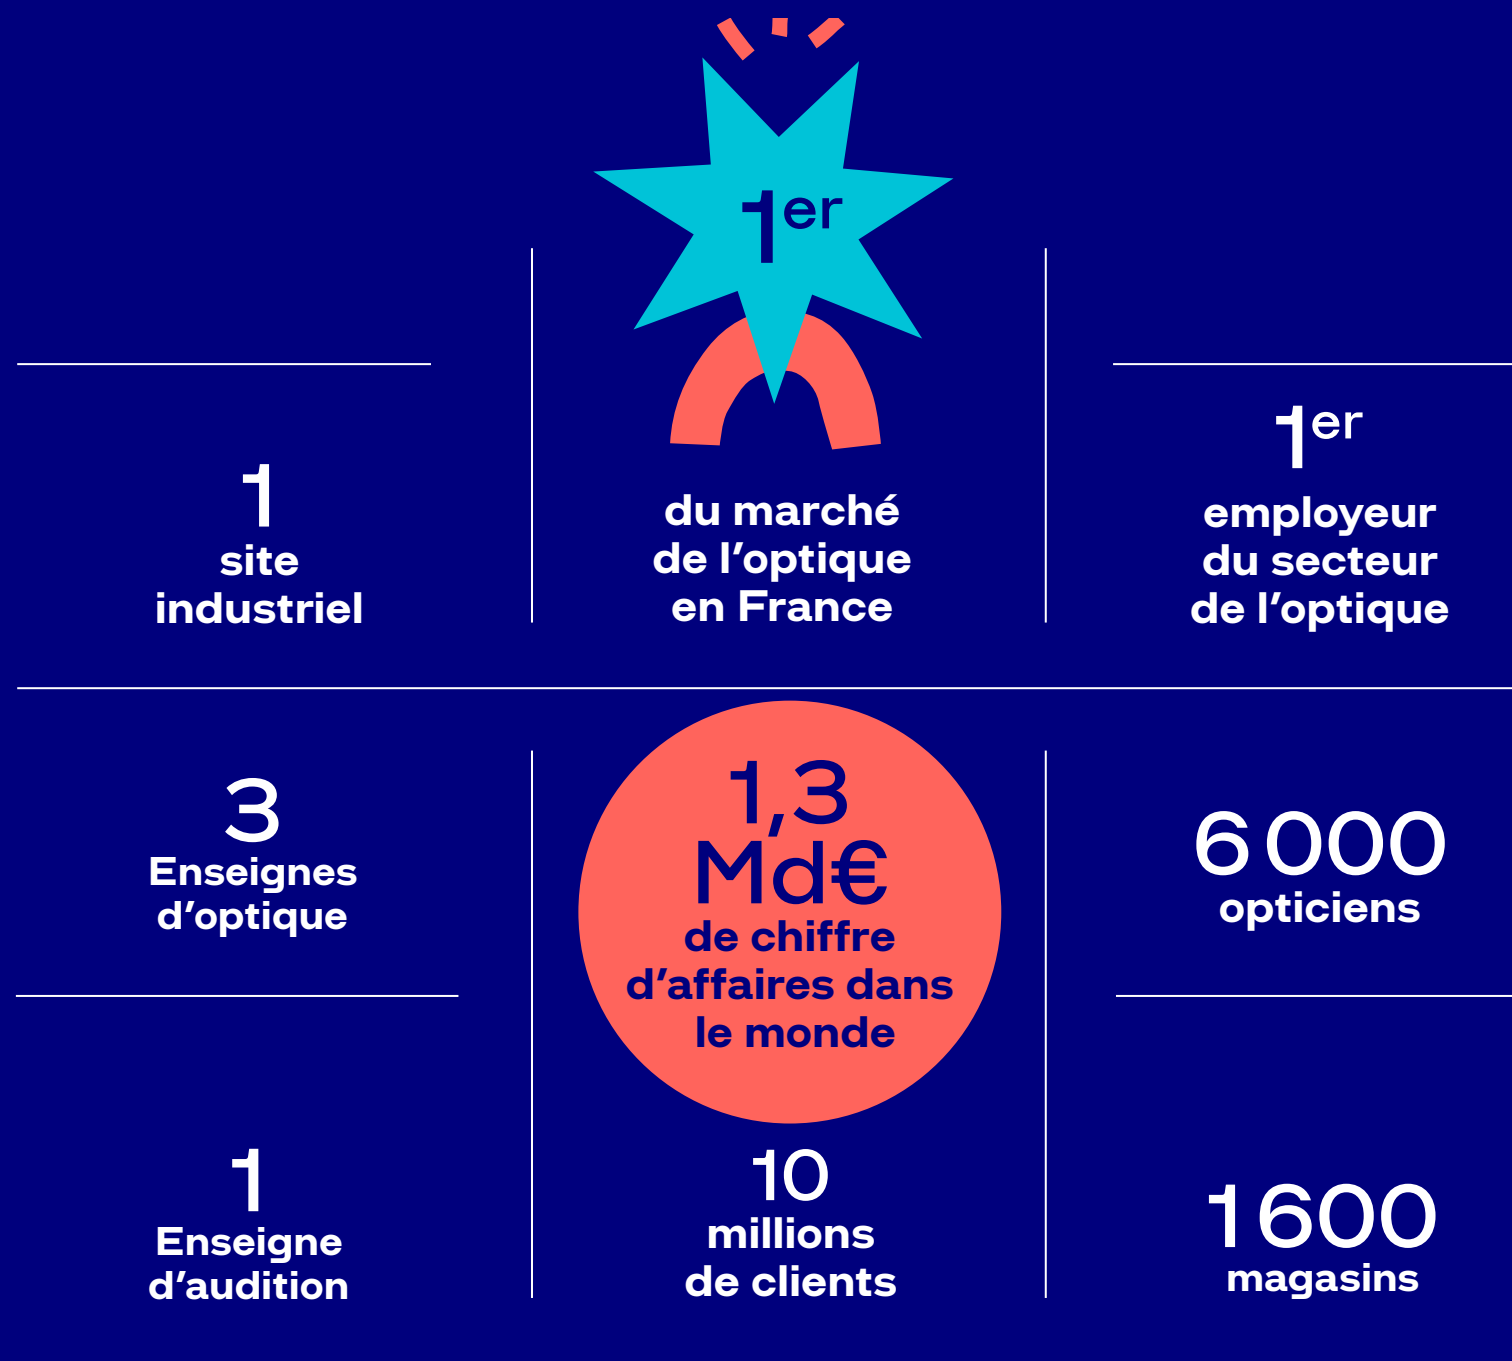 1er
du marché
de l’optique
en France
1
site
industriel
1er
employeur
du secteur
de l’optique
3
Enseignes
d’optique
1,3
Md€
de chiffre
d’affaires dans
le monde
6 000
opticiens
1
Enseigne
d’audition
10
millions
de clients
1 600
magasins